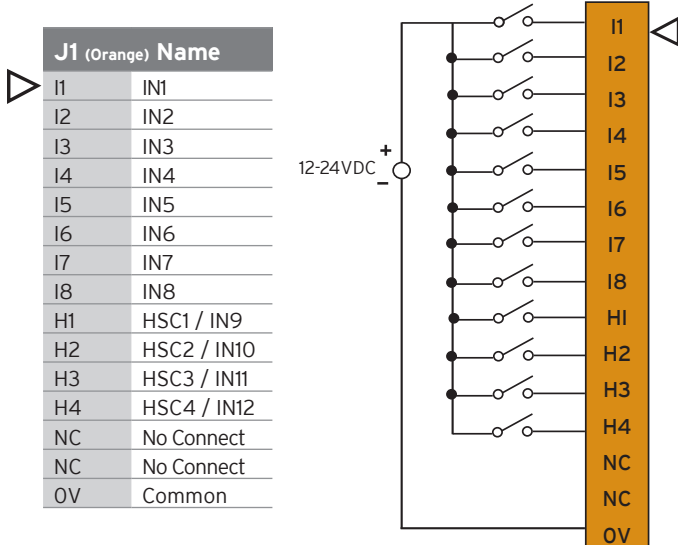 J1 (Orange) Name
I1 IN1
I2 IN2
I3 IN3
I4 IN4
I5 IN5
I6 IN6
I7 IN7
I8 IN8
H1 HSC1 / IN9
H2 HSC2 / IN10
H3 HSC3 / IN11
H4 HSC4 / IN12
NC No Connect
NC No Connect
0V Common
+
12-24VDC
–
I1
I2
I3
I4
I5
I6
I7
I8
H1
H2
H3
H4
NC
NC
0V